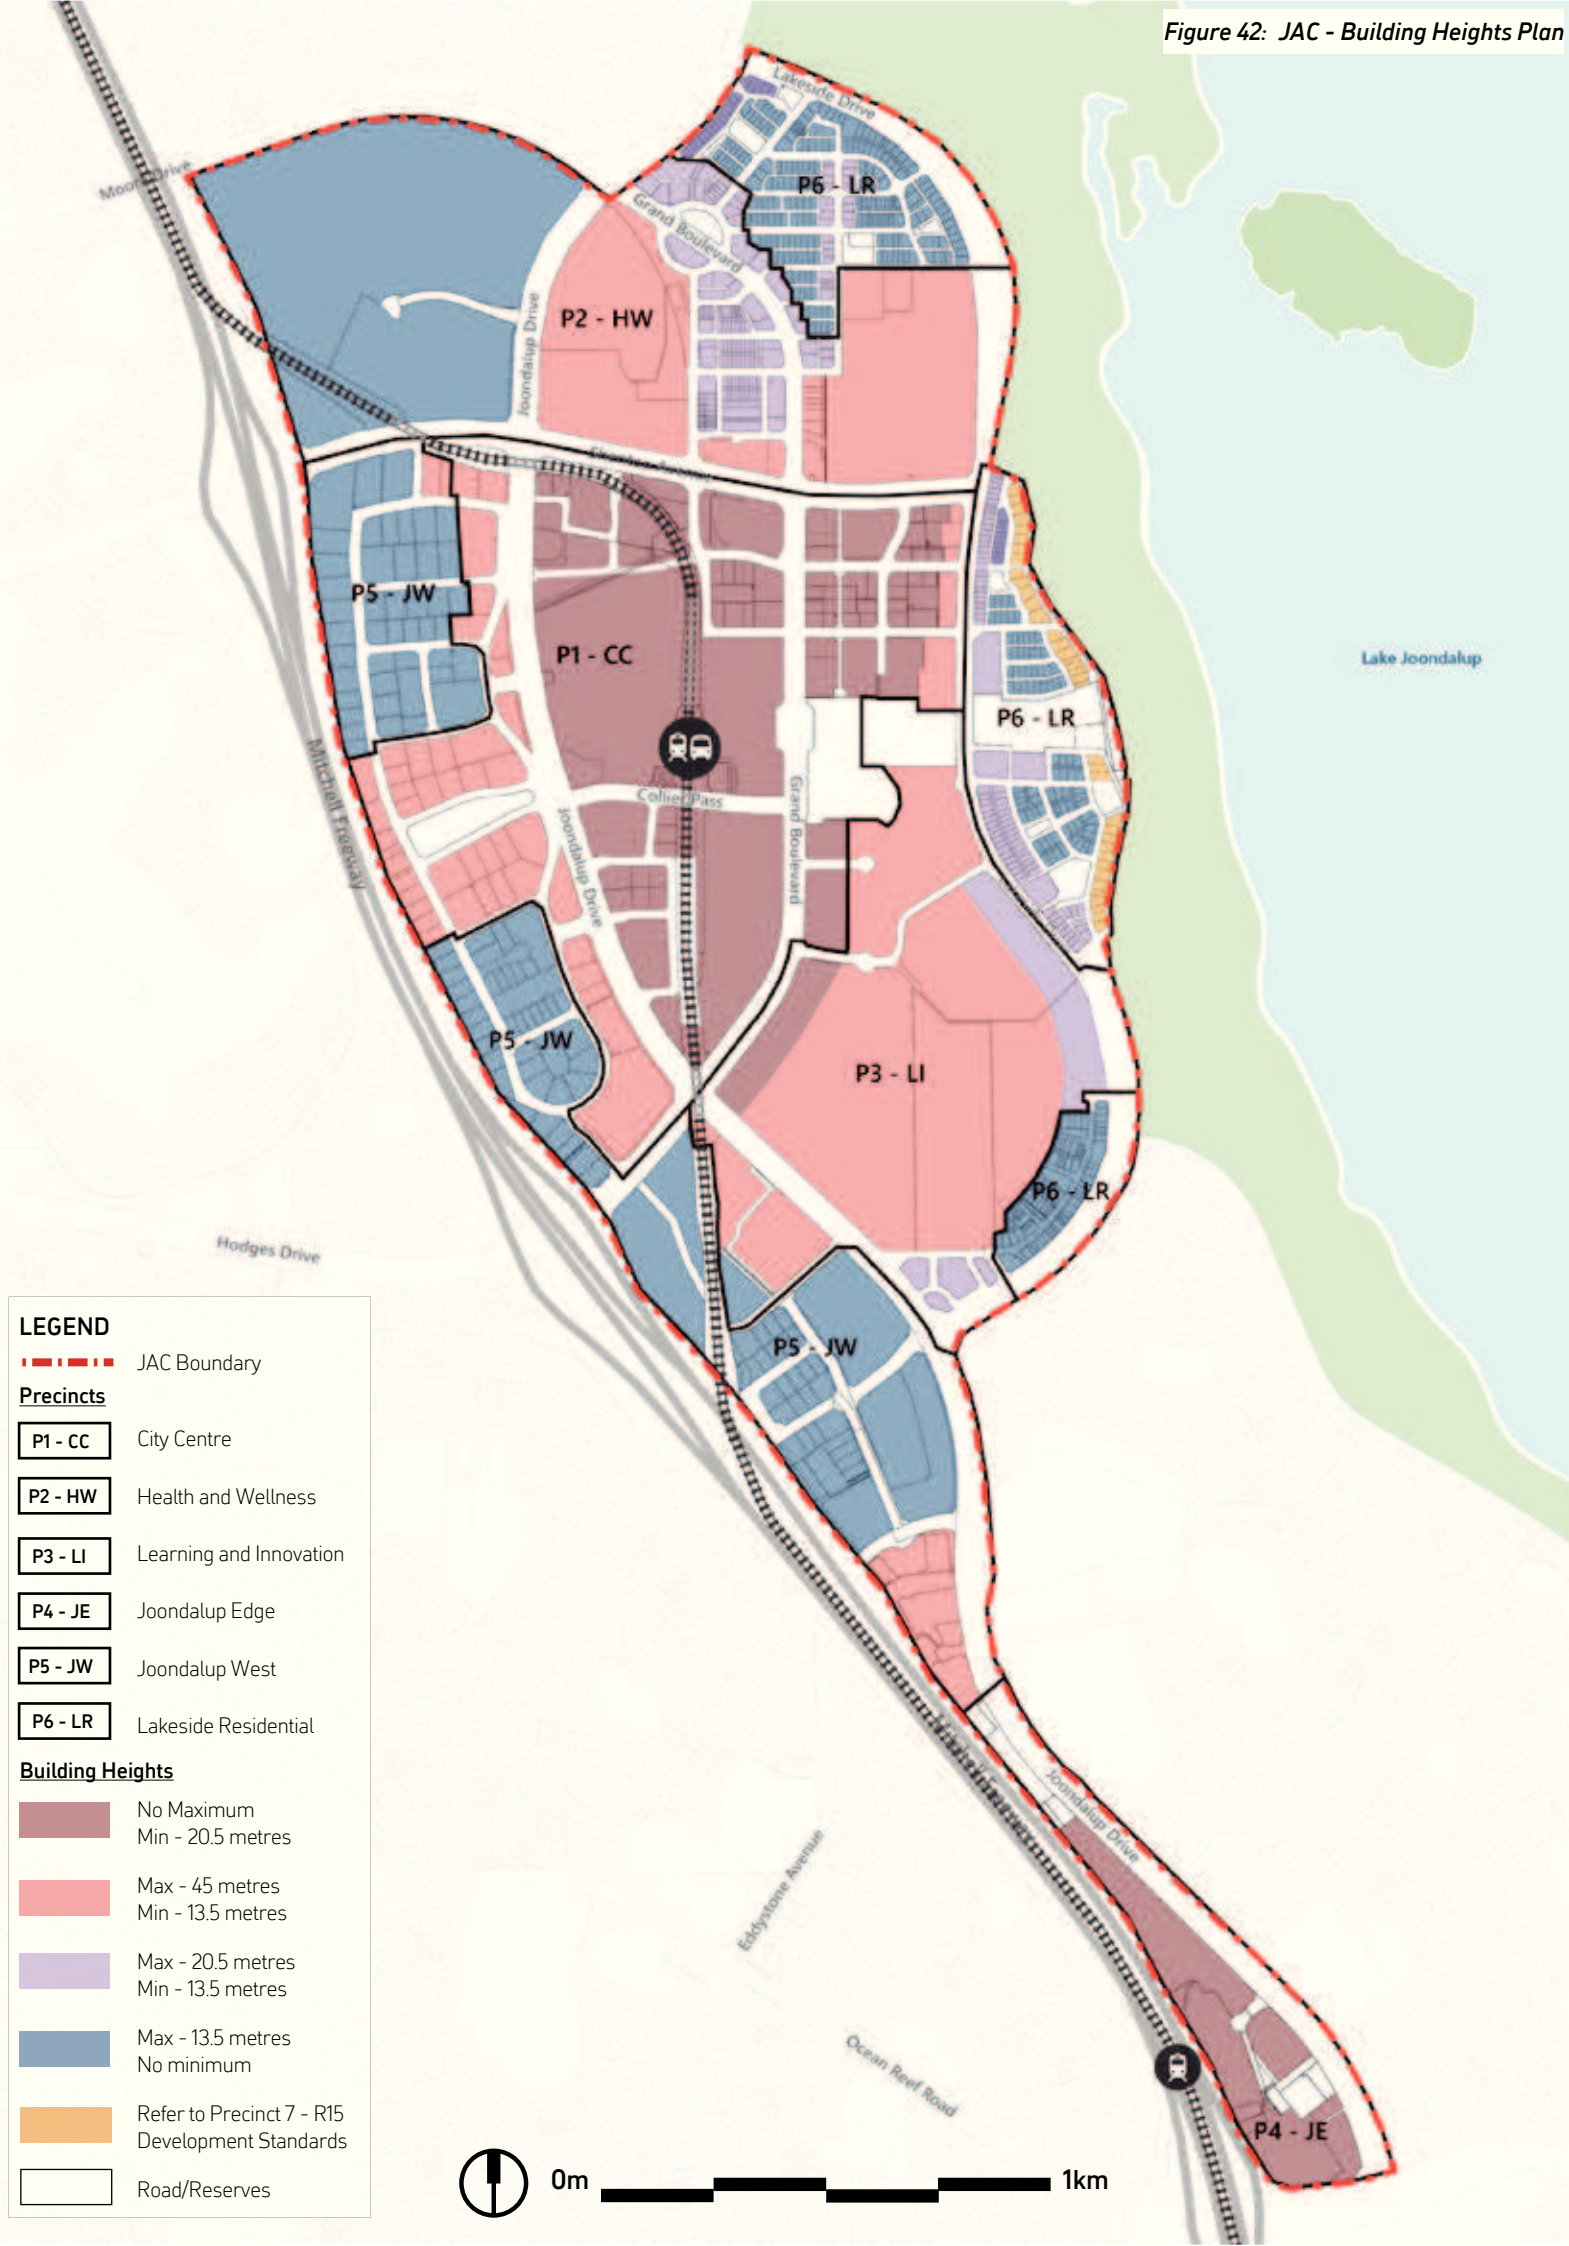 Figure 42: JAC - Building Heights Plan
Lakeside Drive
Moore Drive
P6 - LR
Grand Boulevard
P2 - HW
Joondalup Drive
Shenton Avenue
P5 - JW
P1 - CC
Lake Joondalup
P6 - LR
Mitchell Freeway
Collier Pass
Grand Boulevard
Joondalup Drive
P5 - JW
P3 - LI
P6 - LR
Hodges Drive
P5 - JW
LEGEND
JAC Boundary
Precincts
P1 - CC City Centre
P2 - HW Health and Wellness
P3 - LI Learning and Innovation
P4 - JE Joondalup Edge
P5 - JW Joondalup West
P6 - LR Lakeside Residential
Building Heights
No Maximum
Min - 20.5 metres
Max - 45 metres
Min - 13.5 metres
Max - 20.5 metres
Min - 13.5 metres
Max - 13.5 metres
No minimum
Refer to Precinct 7 - R15
Development Standards
Road/Reserves
Mitchell Freeway
Joondalup Drive
Eddystone Avenue
Ocean Reef Road
P4 - JE
0m
1km